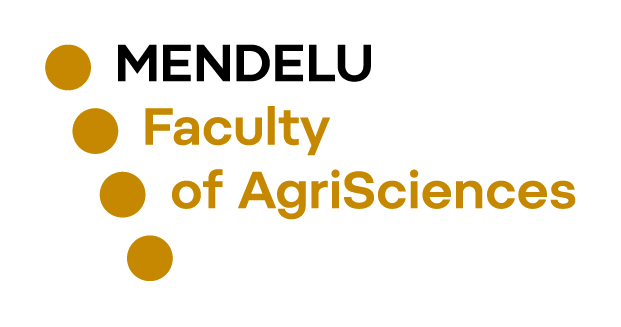 MENDELU
Faculty
of AgriSciences